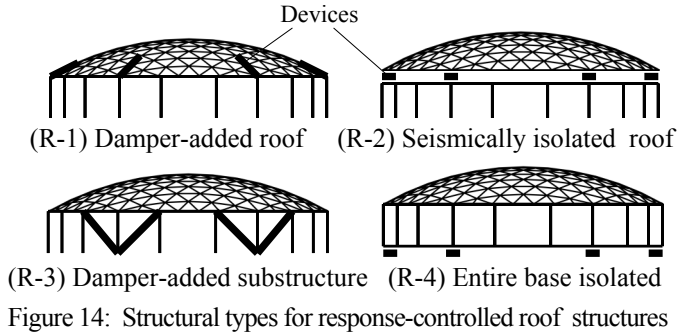 Devices
(R-1) Damper-added roof
(R-2) Seismically isolated roof
(R-3) Damper-added substructure
(R-4) Entire base isolated
Figure 14: Structural types for response-controlled roof structures